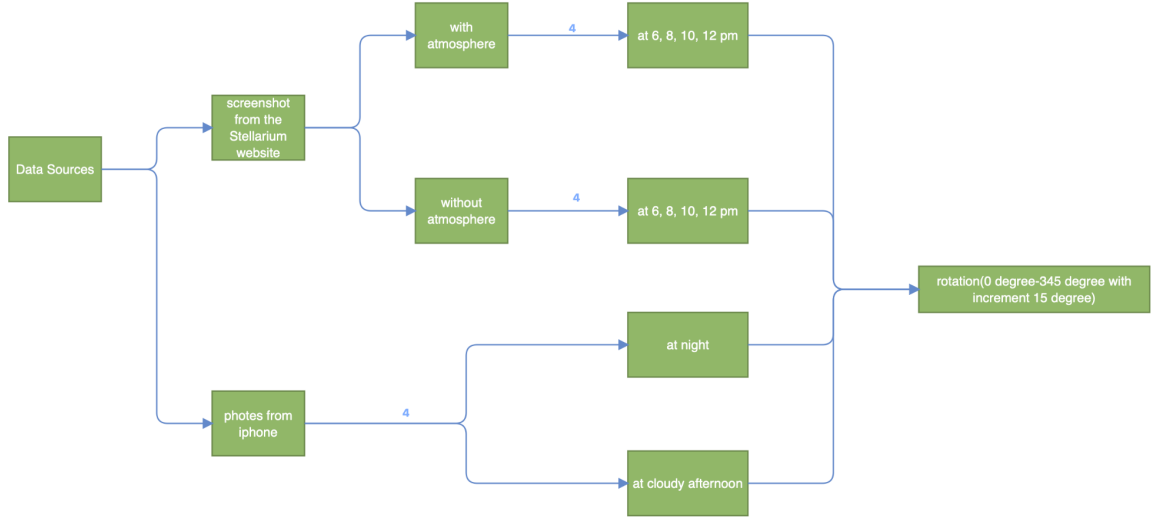 with
atmosphere
4
at 6, 8, 10, 12 pm
screenshot
from the
Stellarium
website
Data Sources
without
atmosphere
4
at 6, 8, 10, 12 pm
rotation(0 degree-345 degree with
increment 15 degree)
at night
photes from
iphone
4
at cloudy afternoon